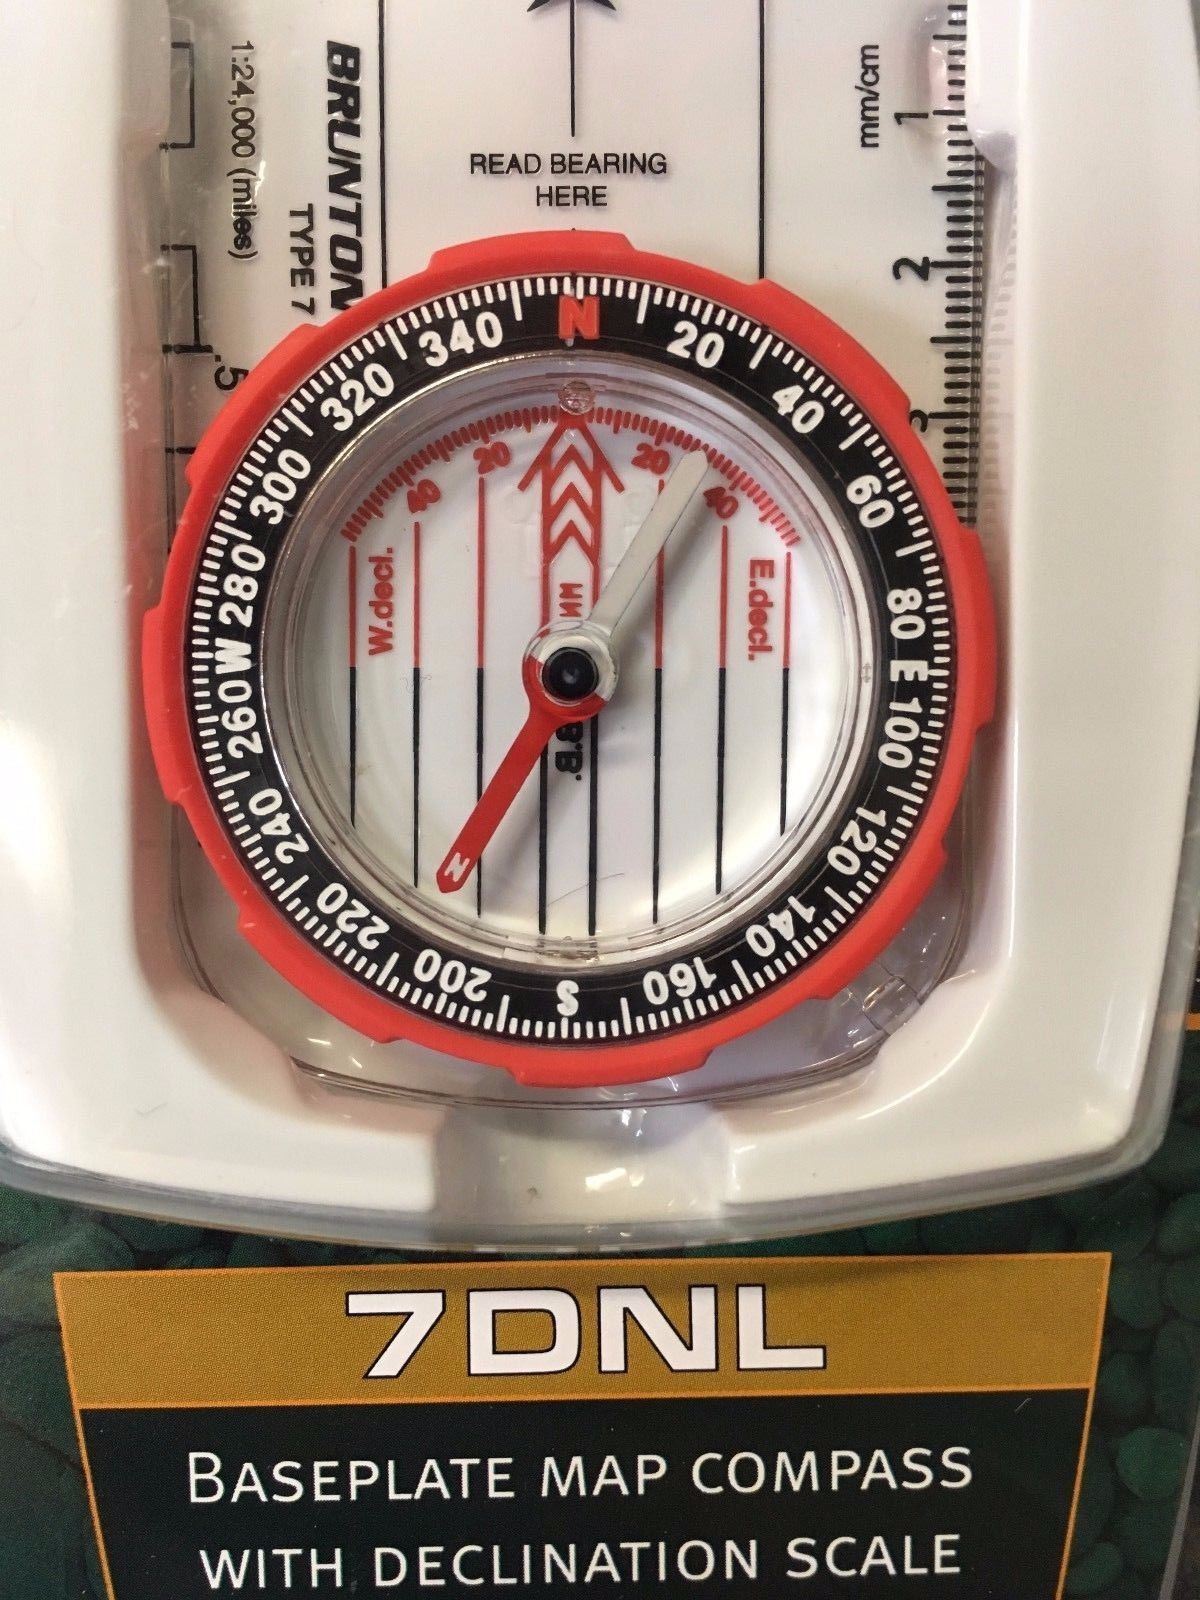 1:24,000 (miles)
BRUNTON
TYPE 7
.5
READ BEARING
HERE
mm/cm
1
2
3
N
20
40
60
80
E
100
120
140
160
S
200
220
240
260
W
280
300
320
340
40
20
20
40
W.decl.
E.decl.
N
7DNL
BASEPLATE MAP COMPASS
WITH DECLINATION SCALE